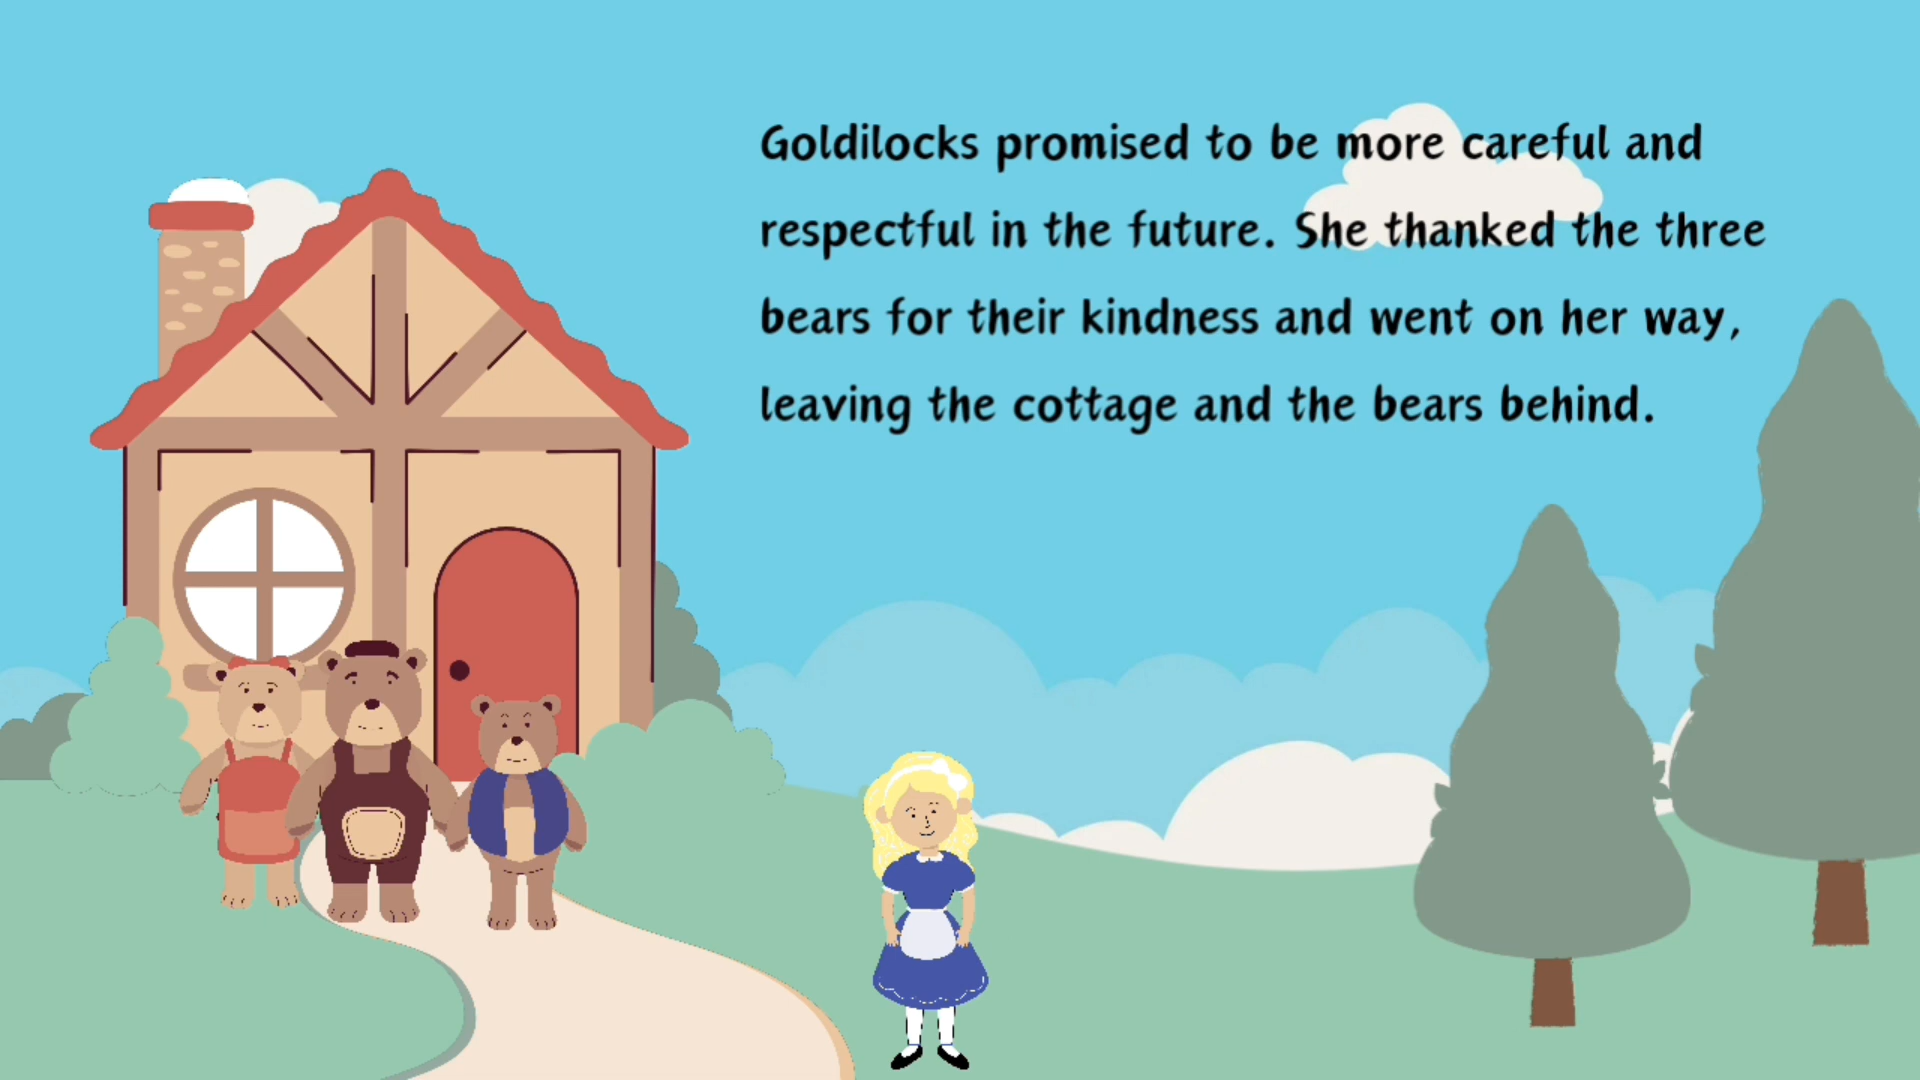 Goldilocks promised to be more careful and
respectful in the future. She thanked the three
bears for their kindness and went on her way,
leaving the cottage and the bears behind.